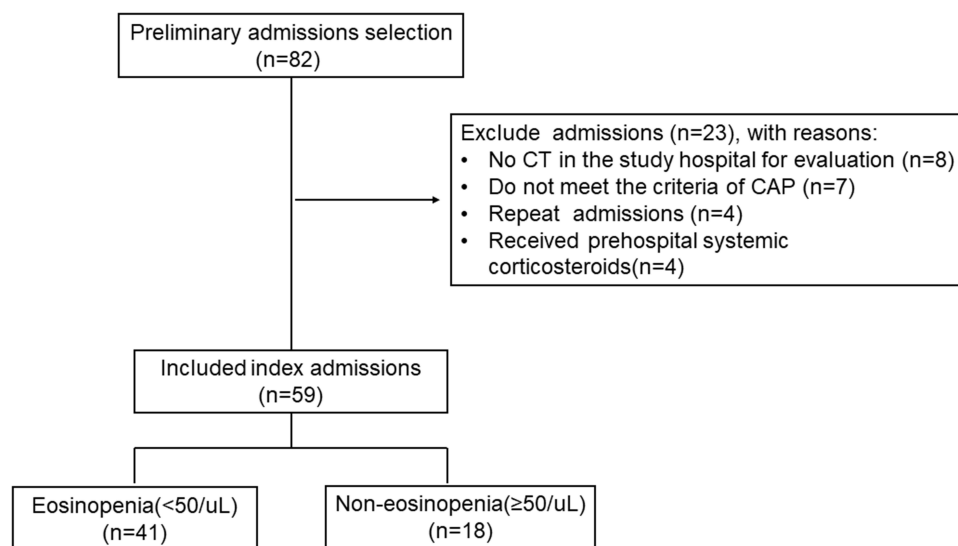 Preliminary admissions selection
(n=82)
Exclude admissions (n=23), with reasons:
• No CT in the study hospital for evaluation (n=8)
• Do not meet the criteria of CAP (n=7)
• Repeat admissions (n=4)
• Received prehospital systemic
corticosteroids(n=4)
Included index admissions
(n=59)
Eosinopenia(<50/uL)
(n=41)
Non-eosinopenia(≥50/uL)
(n=18)